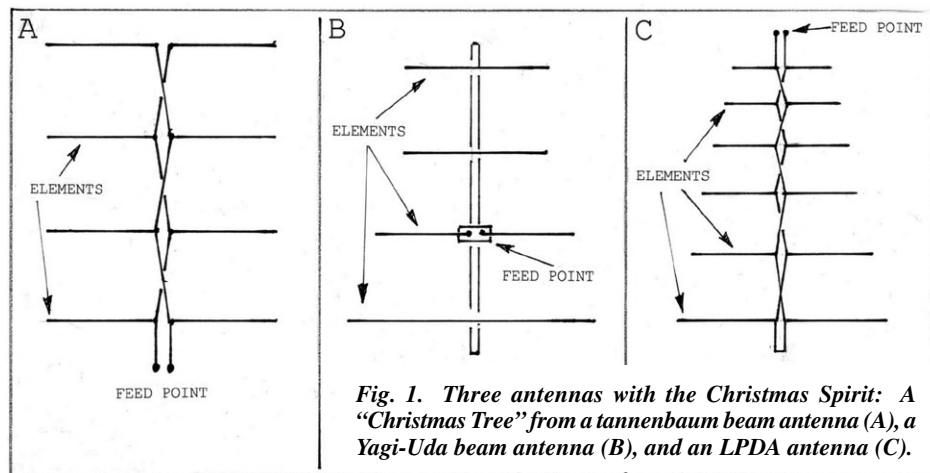 A
ELEMENTS
FEED POINT
B
ELEMENTS
FEED POINT
C
FEED POINT
ELEMENTS
Fig. 1. Three antennas with the Christmas Spirit: A
“Christmas Tree” from a tannenbaum beam antenna (A), a
Yagi-Uda beam antenna (B), and an LPDA antenna (C).